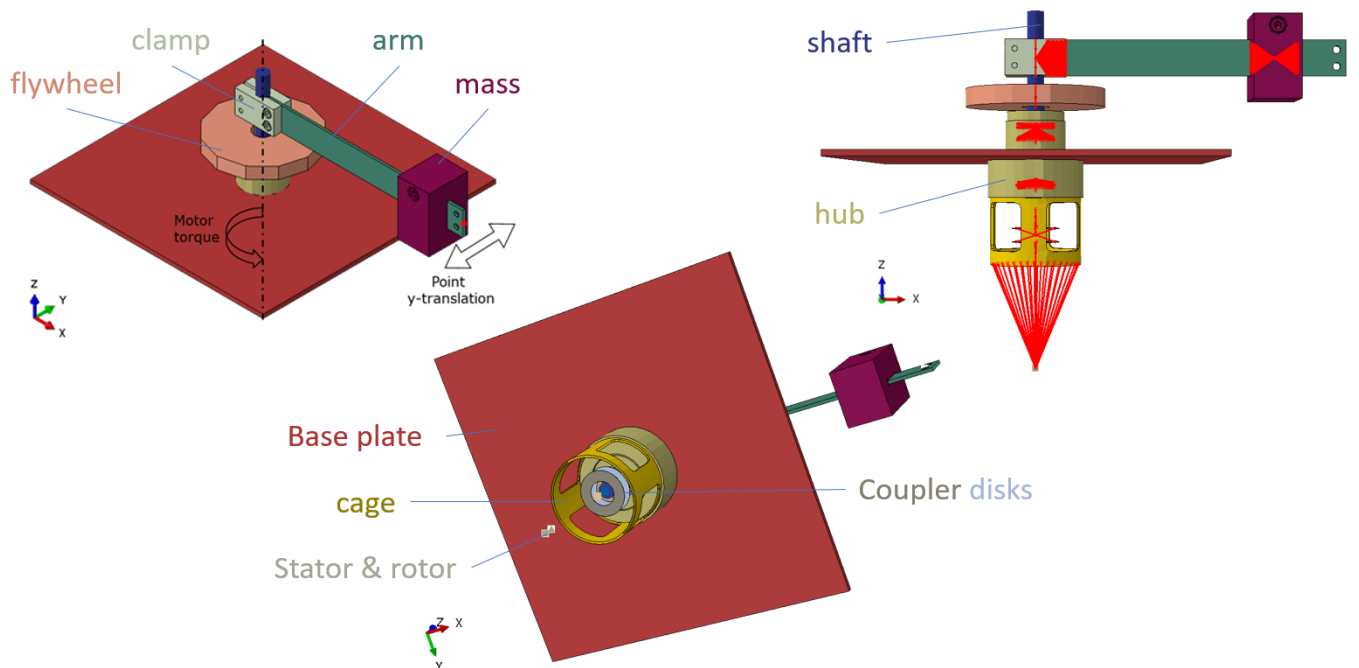 clamp
arm
flywheel
mass
Motor
torque
Point
y-translation
Z
Y
X
shaft
hub
Z
X
Base plate
cage
Coupler disks
Stator & rotor
Z
X
Y